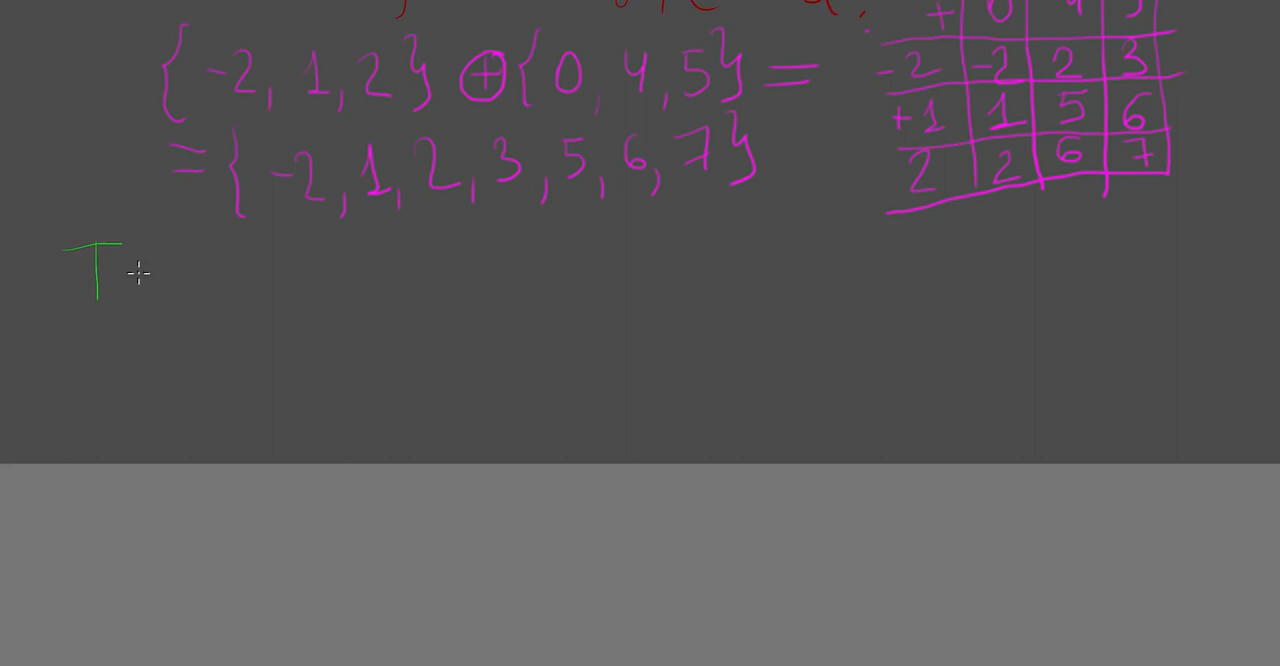 {-2, 1, 2} ⊕ {0, 4, 5} =
= {-2, 1, 2, 3, 5, 6, 7}
+ 0 4 5
-2 -2 2 3
+1 1 5 6
2 2 6 7
T